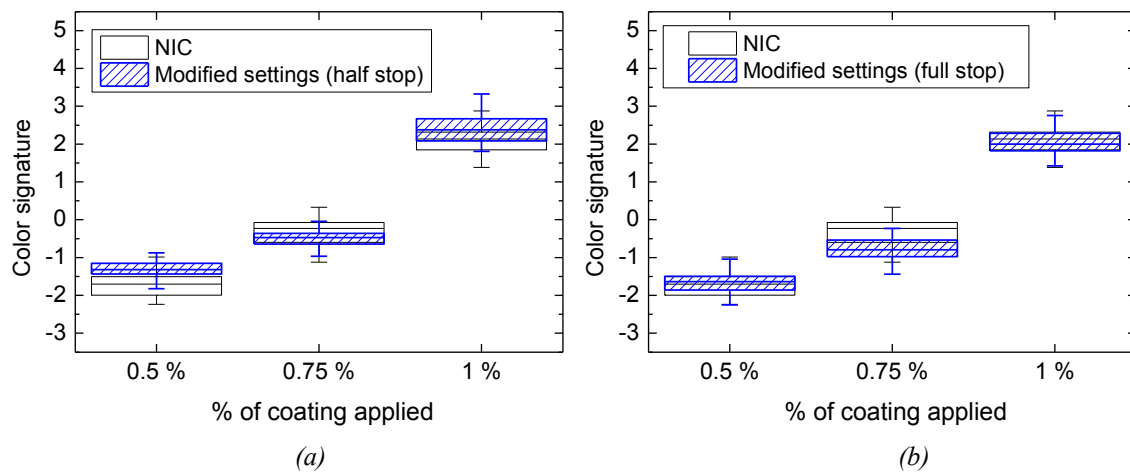 5
4
3
2
1
0
-1
-2
-3
Color signature
NIC
Modified settings (half stop)
0.5 %
0.75 %
1 %
% of coating applied
(a)
5
4
3
2
1
0
-1
-2
-3
Color signature
NIC
Modified settings (full stop)
0.5 %
0.75 %
1 %
% of coating applied
(b)